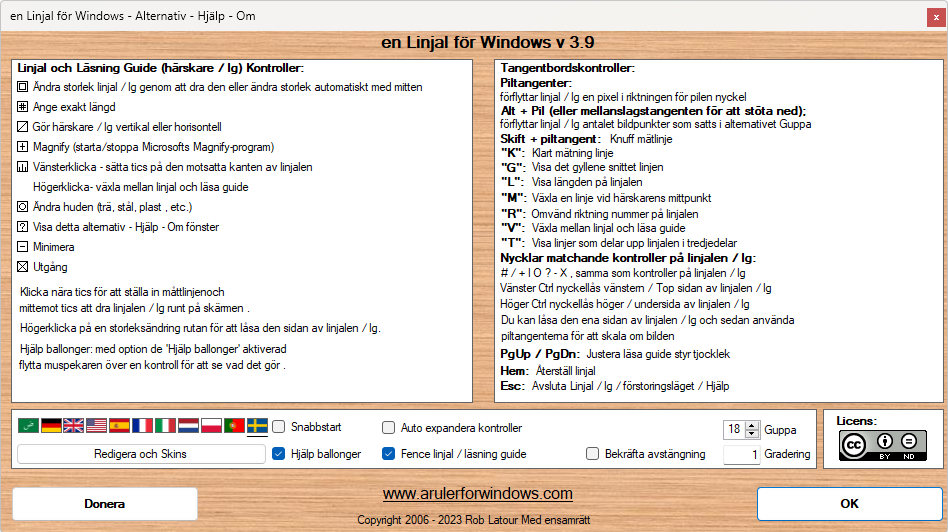 en Linjal för Windows - Alternativ - Hjälp - Om
x
en Linjal för Windows v 3.9
Linjal och Läsning Guide (härskare / lg) Kontroller:
Ändra storlek linjal / lg genom att dra den eller ändra storlek automatiskt med mitten
Ange exakt längd
Gör härskare / lg vertikal eller horisontell
Magnify (starta/stoppa Microsofts Magnify-program)
Vänsterklicka - sätta tics på den motsatta kanten av linjalen
Högerklicka- växla mellan linjal och läsa guide
Ändra huden (trä, stål, plast , etc.)
? Visa detta alternativ - Hjälp - Om fönster
Minimera
Utgång
Klicka nära tics för att ställa in måttlinjenoch
mittemot tics att dra linjalen / lg runt på skärmen .
Högerklicka på en storleksändring rutan för att låsa den sidan av linjalen / lg.
Hjälp ballonger: med option de 'Hjälp ballonger' aktiverad
flytta muspekaren över en kontroll för att se vad det gör .
Tangentbordskontroller:
Piltangenter:
förflyttar linjal / lg en pixel i riktningen för pilen nyckel
Alt + Pil (eller mellanslagstangenten för att stöta ned);
förflyttar linjal / lg antalet bildpunkter som satts i alternativet Guppa
Skift + piltangent: Knuff mätlinje
"K": Klart mätning linje
"G": Visa det gyllene snittet linjen
"L": Visa längden på linjalen
"M": Växla en linje vid härskarens mittpunkt
"R": Omvänd riktning nummer på linjalen
"V": Växla mellan linjal och läsa guide
"T": Visa linjer som delar upp linjalen i tredjedelar
Nycklar matchande kontroller på linjalen / lg:
# / + I O ? - X , samma som kontroller på linjalen / lg
Vänster Ctrl nyckellås vänstern / Top sidan av linjalen / lg
Höger Ctrl nyckellås höger / undersida av linjalen / lg
Du kan låsa den ena sidan av linjalen / lg och sedan använda
piltangenterna för att skala om bilden
PgUp / PgDn: Justera läsa guide styr tjocklek
Hem: Återställ linjal
Esc: Avsluta Linjal / lg / förstoringsläget / Hjälp
Snabbstart
Auto expandera kontroller
18 Guppa
Redigera och Skins
Hjälp ballonger
Fence linjal / läsning guide
Bekräfta avstängning
1 Gradering
Licens:
cc
BY ND
Donera
www.arulerforwindows.com
Copyright 2006 - 2023 Rob Latour Med ensamrätt
OK